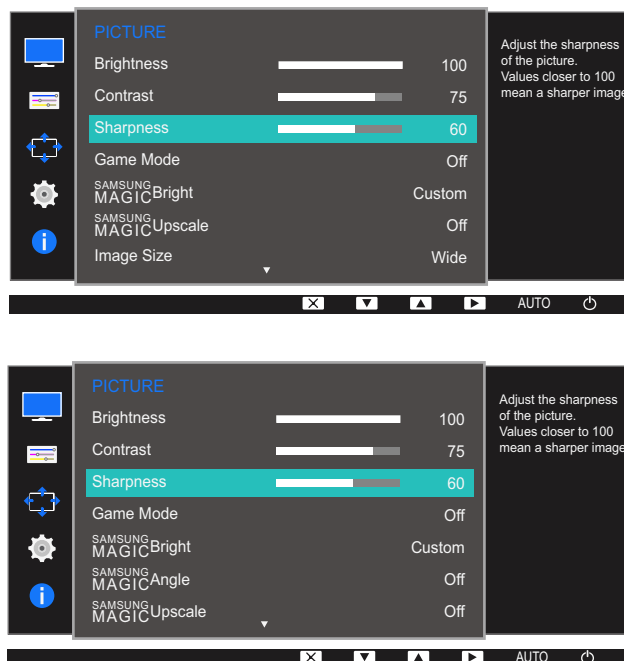 PICTURE
Brightness 100
Contrast 75
Sharpness 60
Game Mode Off
SAMSUNG MAGIC Bright Custom
SAMSUNG MAGIC Upscale Off
Image Size Wide
Adjust the sharpness
of the picture.
Values closer to 100
mean a sharper image
AUTO
PICTURE
Brightness 100
Contrast 75
Sharpness 60
Game Mode Off
SAMSUNG MAGIC Bright Custom
SAMSUNG MAGIC Angle Off
SAMSUNG MAGIC Upscale Off
Adjust the sharpness
of the picture.
Values closer to 100
mean a sharper image
AUTO